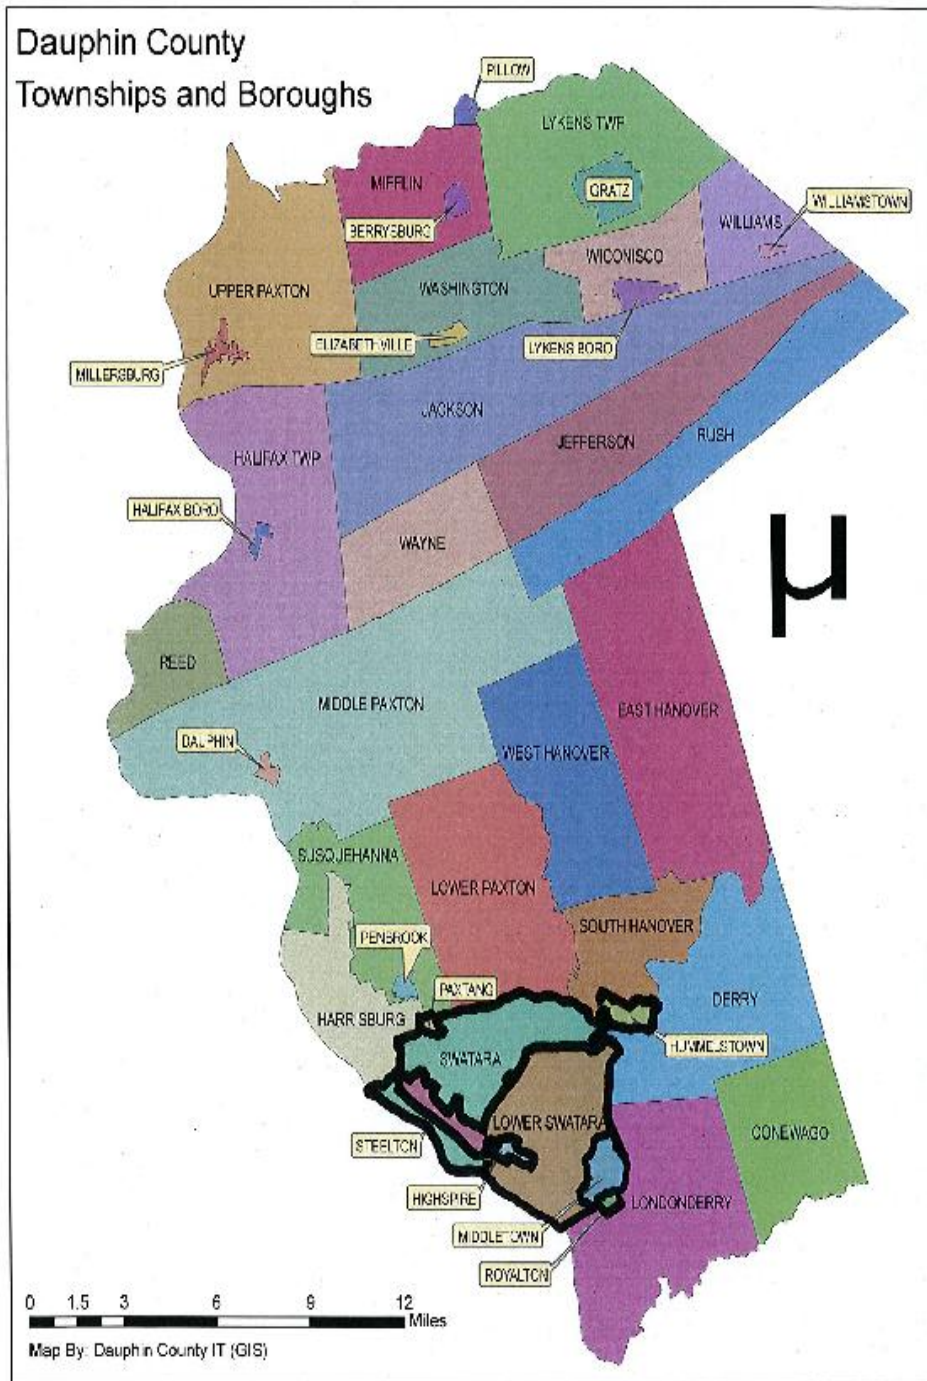 Dauphin County
Townships and Boroughs
PILLOW
LYKENS TWP
MIFFLIN
GRATZ
BERRYSBURG
WILLIAMS
WILLIAMSTOWN
WICONISCO
UPPER PAXTON
WASHINGTON
ELIZABETHVILLE
LYKENS BORO
MILLERSBURG
JACKSON
JEFFERSON
RUSH
HALIFAX TWP
HALIFAX BORO
WAYNE
REED
MIDDLE PAXTON
EAST HANOVER
DAUPHIN
WEST HANOVER
SUSQUEHANNA
LOWER PAXTON
SOUTH HANOVER
PENBROOK
PAXTANG
DERRY
HARRISBURG
HUMMELSTOWN
SWATARA
LOWER SWATARA
CONEWAGO
STEELTON
HIGHSPIRE
LONDONDERRY
MIDDLETOWN
ROYALTON
0 1.5 3 6 9 12
Miles
Map By: Dauphin County IT (GIS)
µ